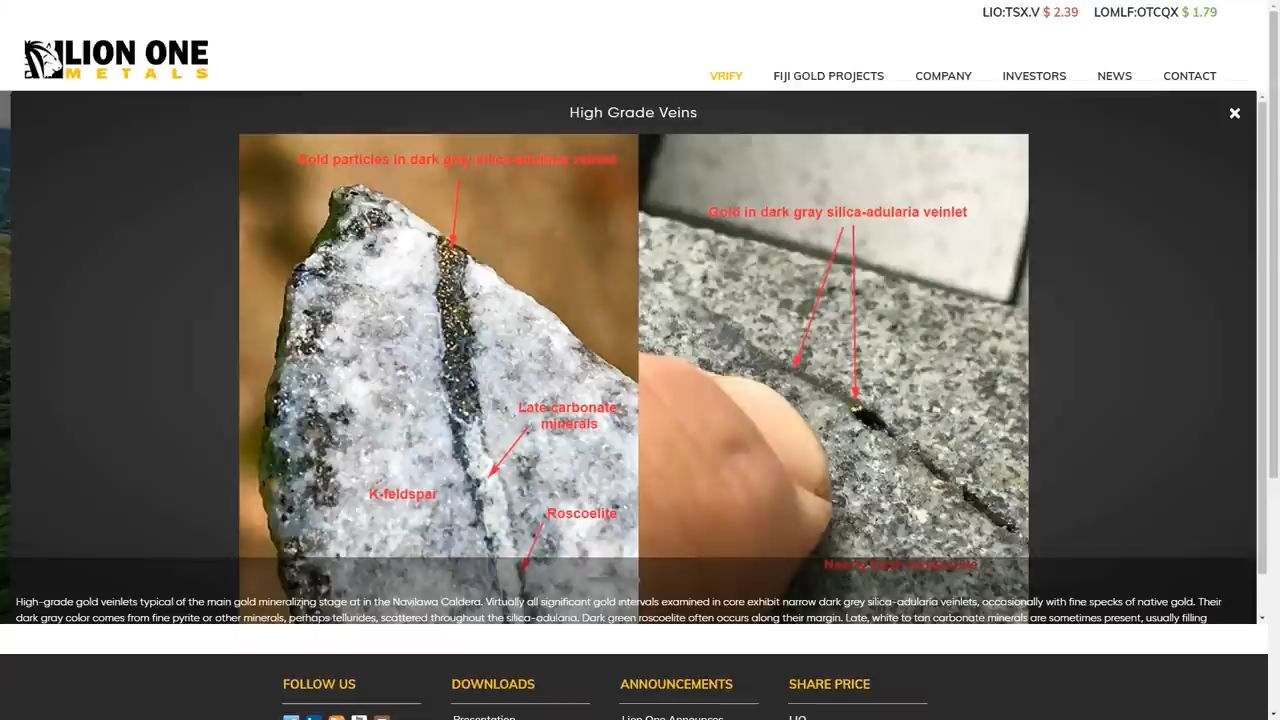 LIO:TSX.V $ 2.39 LOMLF:OTCQX $ 1.79
LION ONE
METALS
VRIFY FIJI GOLD PROJECTS COMPANY INVESTORS NEWS CONTACT
High Grade Veins
Gold particles in dark gray silica-adularia veinlet
Gold in dark gray silica-adularia veinlet
Late carbonate
minerals
K-feldspar
Roscoelite
High-grade gold veinlets typical of the main gold mineralizing stage at in the Navilawa Caldera. Virtually all significant gold intervals examined in core exhibit narrow dark grey silica-adularia veinlets, occasionally with fine specks of native gold. Their
dark gray color comes from fine pyrite or other minerals, perhaps tellurides, scattered throughout the silica-adularia. Dark green roscoelite often occurs along their margin. Late, white to tan carbonate minerals are sometimes present, usually filling
FOLLOW US DOWNLOADS ANNOUNCEMENTS SHARE PRICE
Presentation Lion One Announces LIO